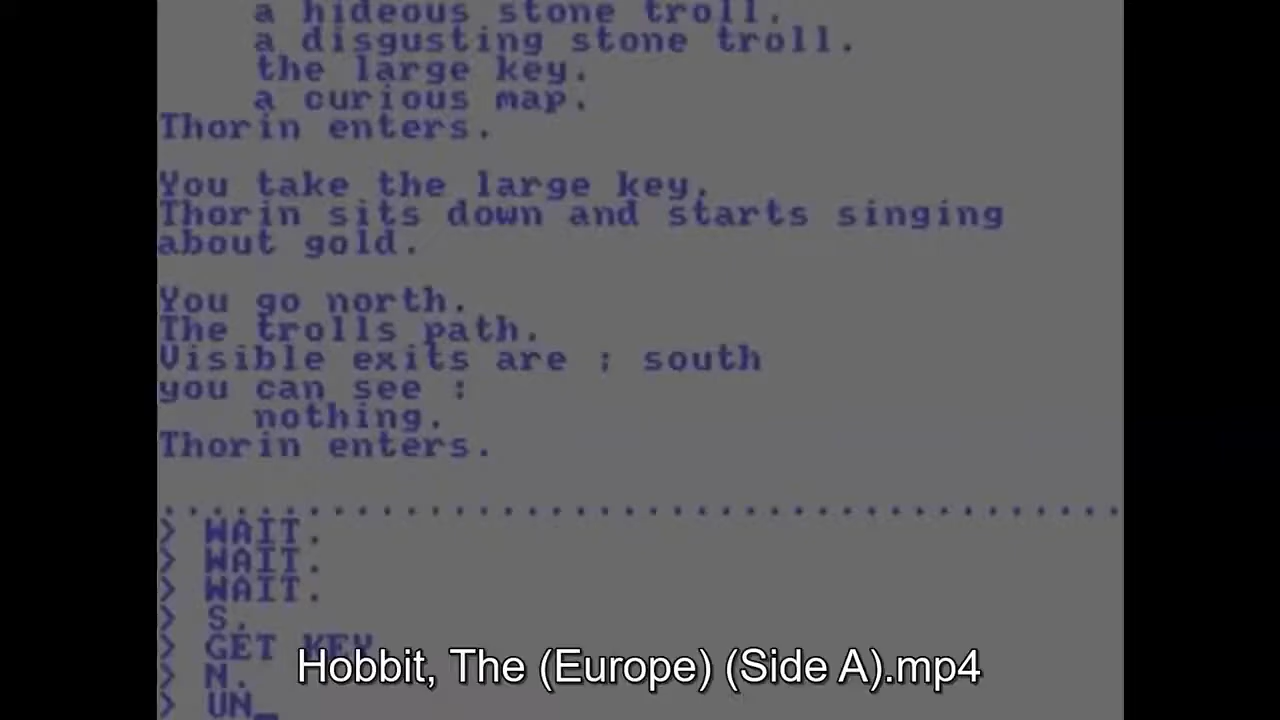 a hideous stone troll.
a disgusting stone troll.
the large key.
a curious map.
Thorin enters.
You take the large key.
Thorin sits down and starts singing
about gold.
You go north.
The trolls path.
Visible exits are : south
you can see :
nothing.
Thorin enters.
........................................
> WAIT.
> WAIT.
> WAIT.
> S.
> GET KEY
> N.
> UN_
Hobbit, The (Europe) (Side A).mp4